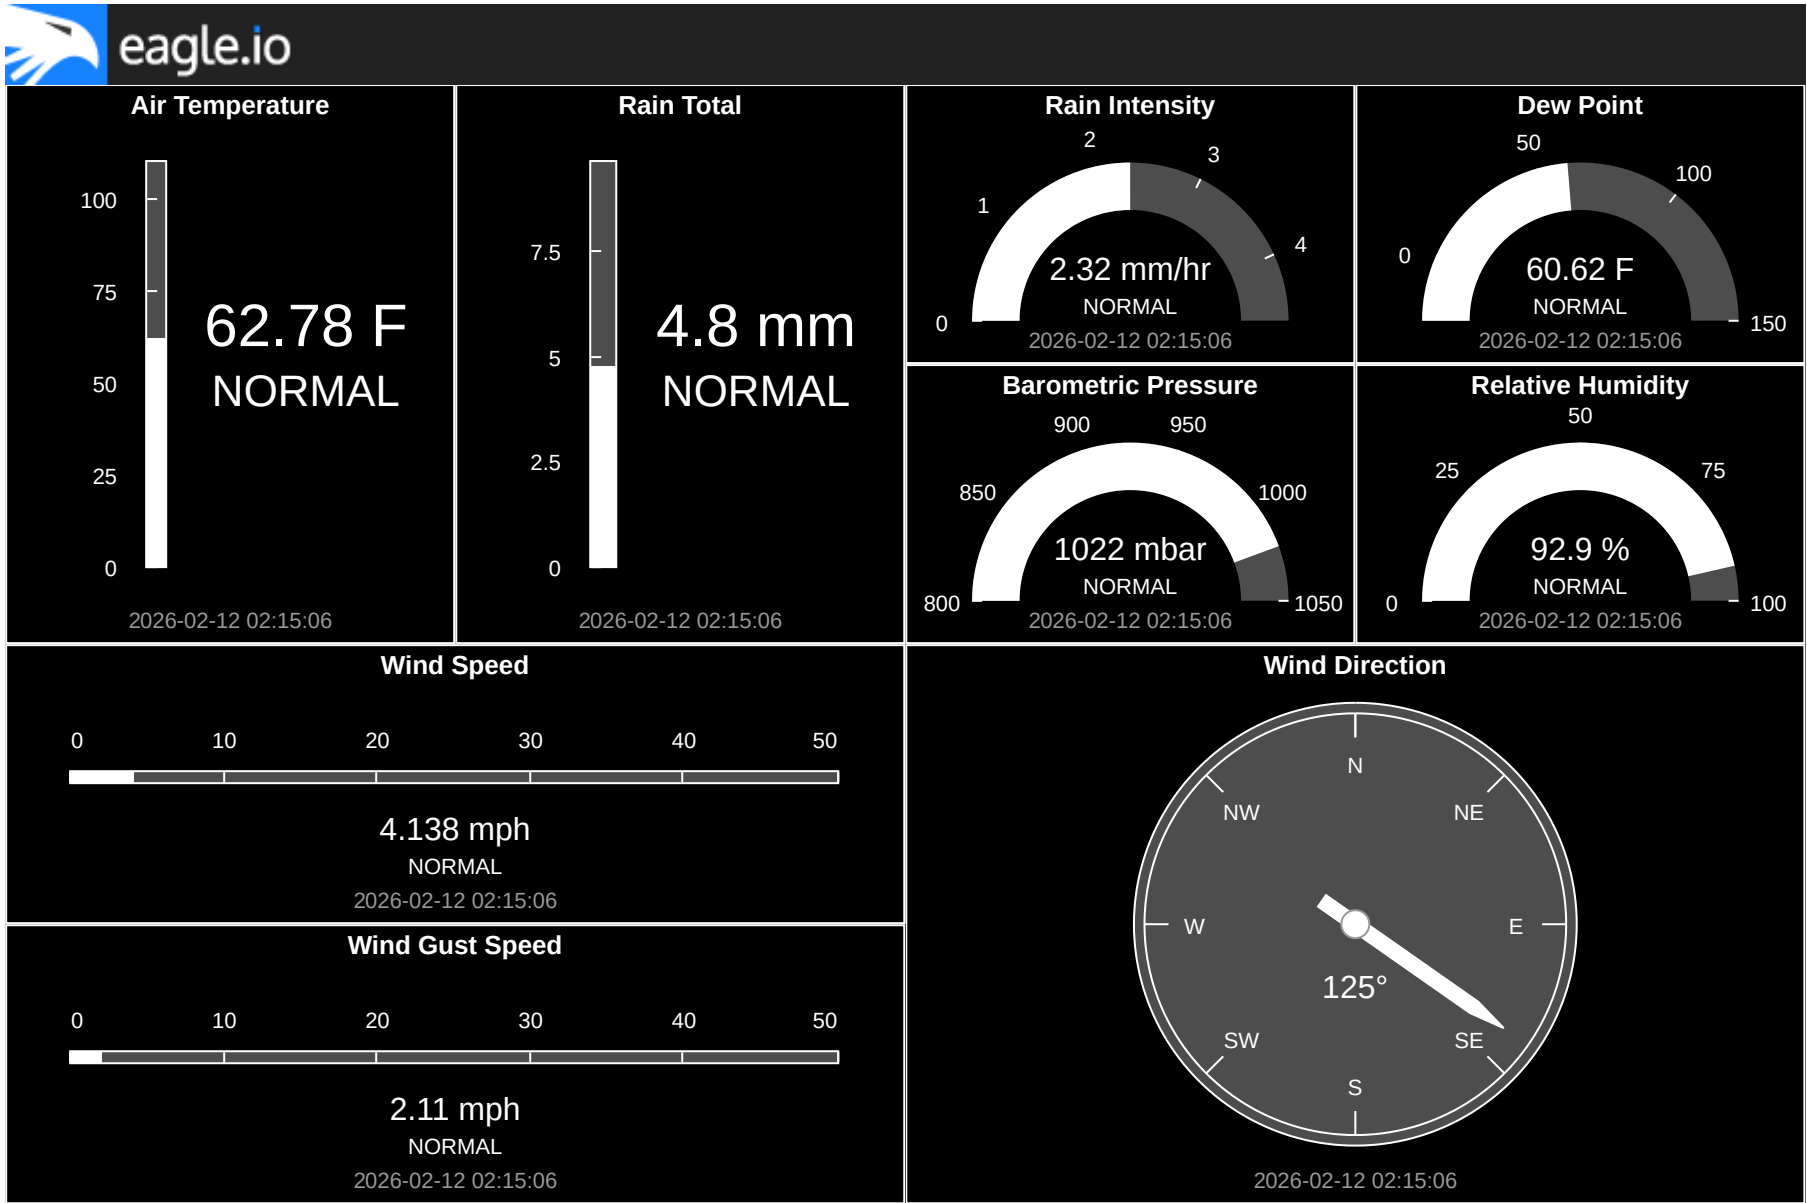 eagle.io
Air Temperature
100
75
50
25
0
62.78 F
NORMAL
2026-02-12 02:15:06
Rain Total
7.5
5
2.5
0
4.8 mm
NORMAL
2026-02-12 02:15:06
Rain Intensity
0
1
2
3
4
2.32 mm/hr
NORMAL
2026-02-12 02:15:06
Dew Point
0
50
100
150
60.62 F
NORMAL
2026-02-12 02:15:06
Barometric Pressure
800
850
900
950
1000
1050
1022 mbar
NORMAL
2026-02-12 02:15:06
Relative Humidity
0
25
50
75
100
92.9 %
NORMAL
2026-02-12 02:15:06
Wind Speed
0 10 20 30 40 50
4.138 mph
NORMAL
2026-02-12 02:15:06
Wind Gust Speed
0 10 20 30 40 50
2.11 mph
NORMAL
2026-02-12 02:15:06
Wind Direction
N
NW NE
W E
125°
SW SE
S
2026-02-12 02:15:06